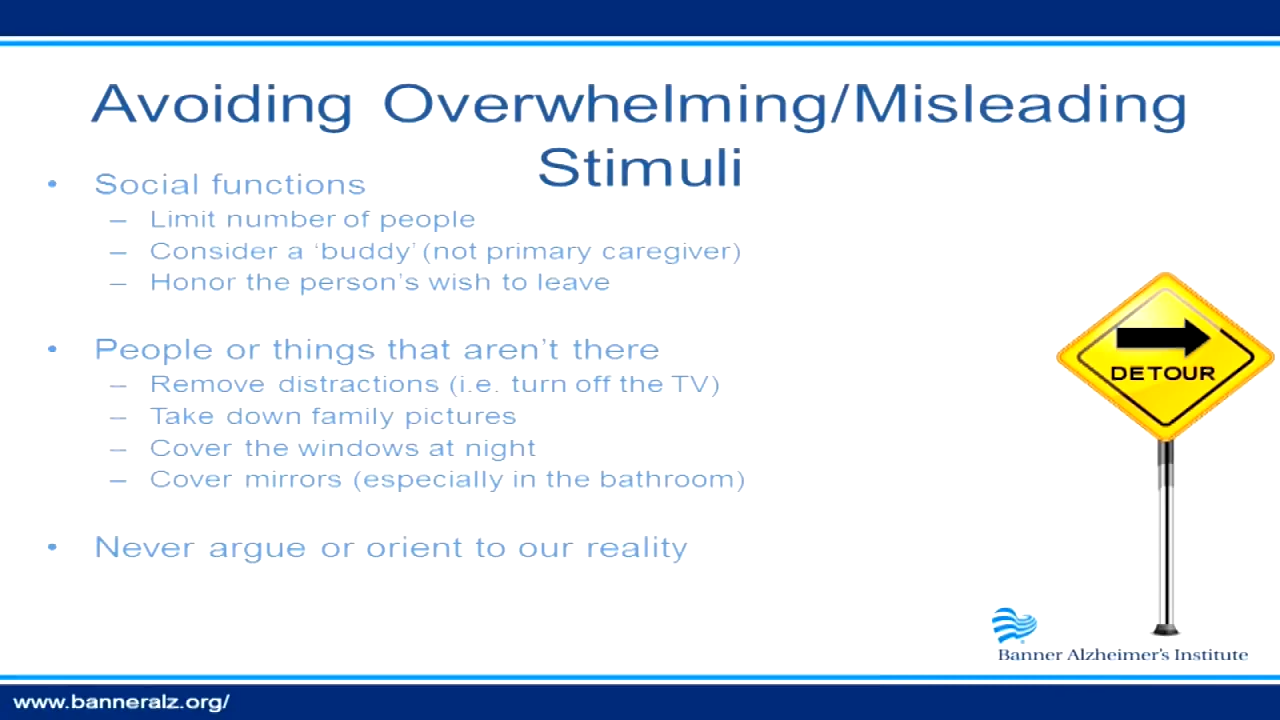 Avoiding Overwhelming/Misleading
Stimuli
• Social functions
– Limit number of people
– Consider a ‘buddy’ (not primary caregiver)
– Honor the person’s wish to leave
• People or things that aren’t there
– Remove distractions (i.e. turn off the TV)
– Take down family pictures
– Cover the windows at night
– Cover mirrors (especially in the bathroom)
• Never argue or orient to our reality
DETOUR
Banner Alzheimer’s Institute
www.banneralz.org/